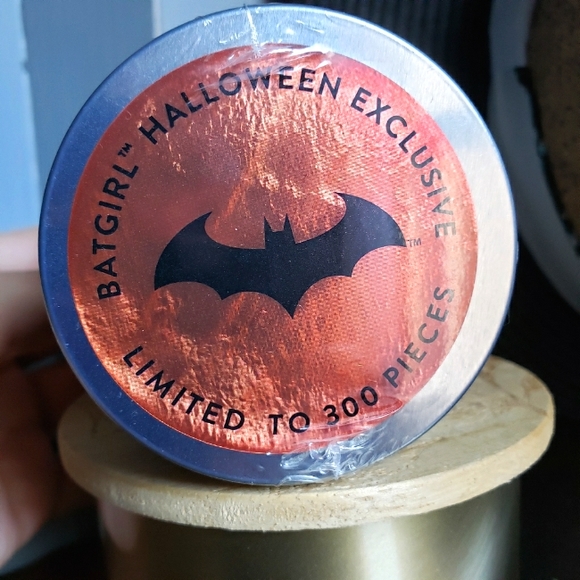 BATGIRL™ HALLOWEEN EXCLUSIVE
™
LIMITED TO 300 PIECES